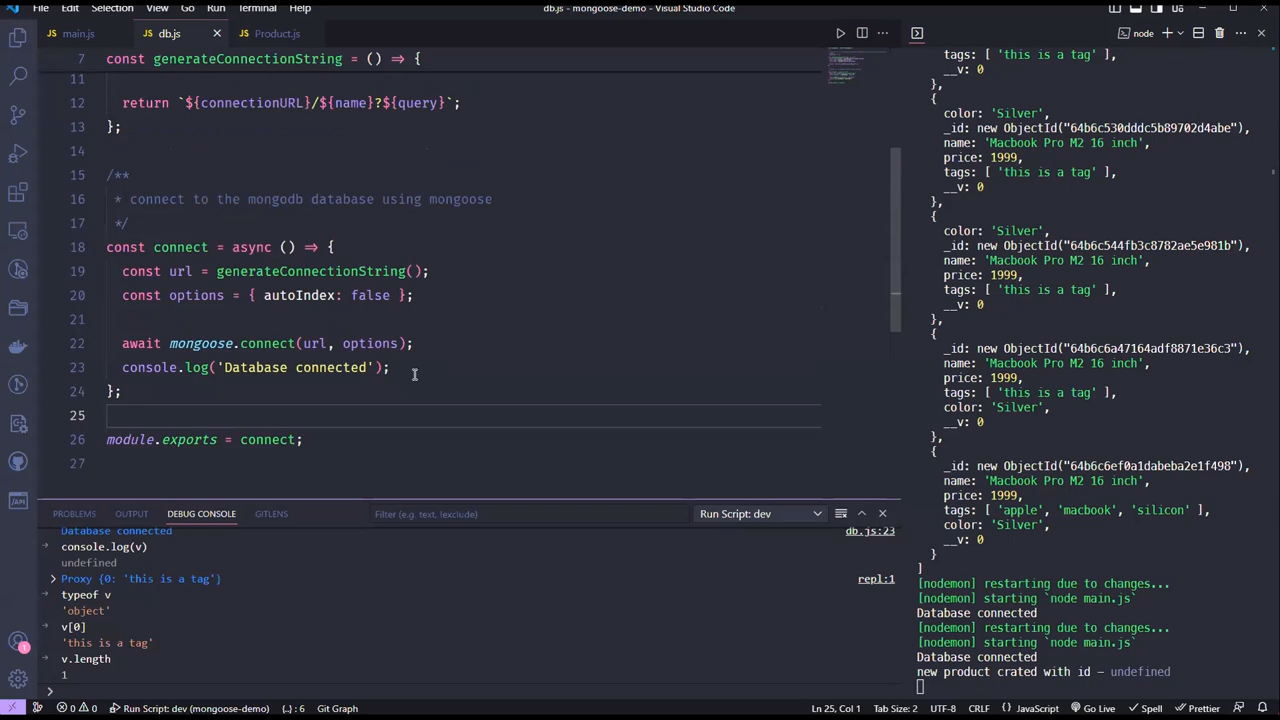 File Edit Selection View Go Run Terminal Help
db.js - mongoose-demo - Visual Studio Code
main.js
db.js
Product.js
node
7 const generateConnectionString = () => {
11
12 return `${connectionURL}/${name}?${query}`;
13 };
14
15 /**
16 * connect to the mongodb database using mongoose
17 */
18 const connect = async () => {
19 const url = generateConnectionString();
20 const options = { autoIndex: false };
21
22 await mongoose.connect(url, options);
23 console.log('Database connected');
24 };
25
26 module.exports = connect;
27
PROBLEMS OUTPUT DEBUG CONSOLE GITLENS
Filter (e.g. text, !exclude)
Run Script: dev
Database connected db.js:23
console.log(v)
undefined
Proxy {0: 'this is a tag'} repl:1
typeof v
'object'
v[0]
'this is a tag'
v.length
1
tags: [ 'this is a tag' ],
__v: 0
},
{
color: 'Silver',
_id: new ObjectId("64b6c530dddc5b89702d4abe"),
name: 'Macbook Pro M2 16 inch',
price: 1999,
tags: [ 'this is a tag' ],
__v: 0
},
{
color: 'Silver',
_id: new ObjectId("64b6c544fb3c8782ae5e981b"),
name: 'Macbook Pro M2 16 inch',
price: 1999,
tags: [ 'this is a tag' ],
__v: 0
},
{
_id: new ObjectId("64b6c6a47164adf8871e36c3"),
name: 'Macbook Pro M2 16 inch',
price: 1999,
tags: [ 'this is a tag' ],
color: 'Silver',
__v: 0
},
{
_id: new ObjectId("64b6c6ef0a1dabeba2e1f498"),
name: 'Macbook Pro M2 16 inch',
price: 1999,
tags: [ 'apple', 'macbook', 'silicon' ],
color: 'Silver',
__v: 0
}
]
[nodemon] restarting due to changes...
[nodemon] starting `node main.js`
Database connected
[nodemon] restarting due to changes...
[nodemon] starting `node main.js`
Database connected
new product crated with id – undefined
0 0 Run Script: dev (mongoose-demo) {..} : 6 Git Graph
Ln 25, Col 1 Tab Size: 2 UTF-8 CRLF {} JavaScript Go Live Spell Prettier